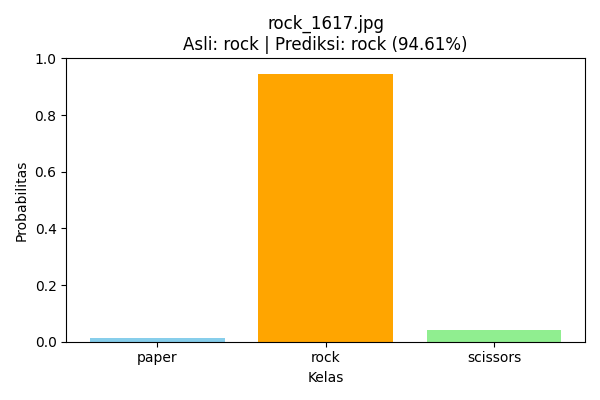 rock_1617.jpg
Asli: rock | Prediksi: rock (94.61%)
1.0
0.8
0.6
0.4
0.2
0.0
Probabilitas
paper
rock
scissors
Kelas